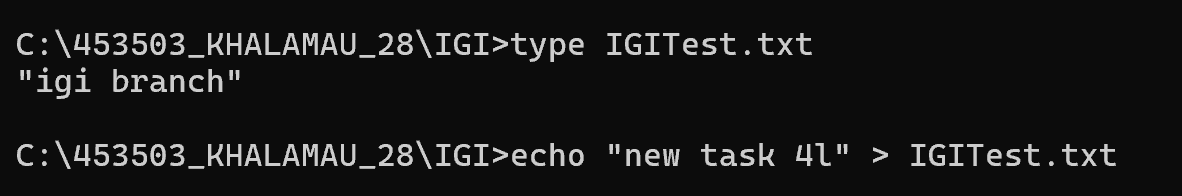 C:\453503_KHALAMAU_28\IGI>type IGITest.txt
"igi branch"
C:\453503_KHALAMAU_28\IGI>echo "new task 4l" > IGITest.txt